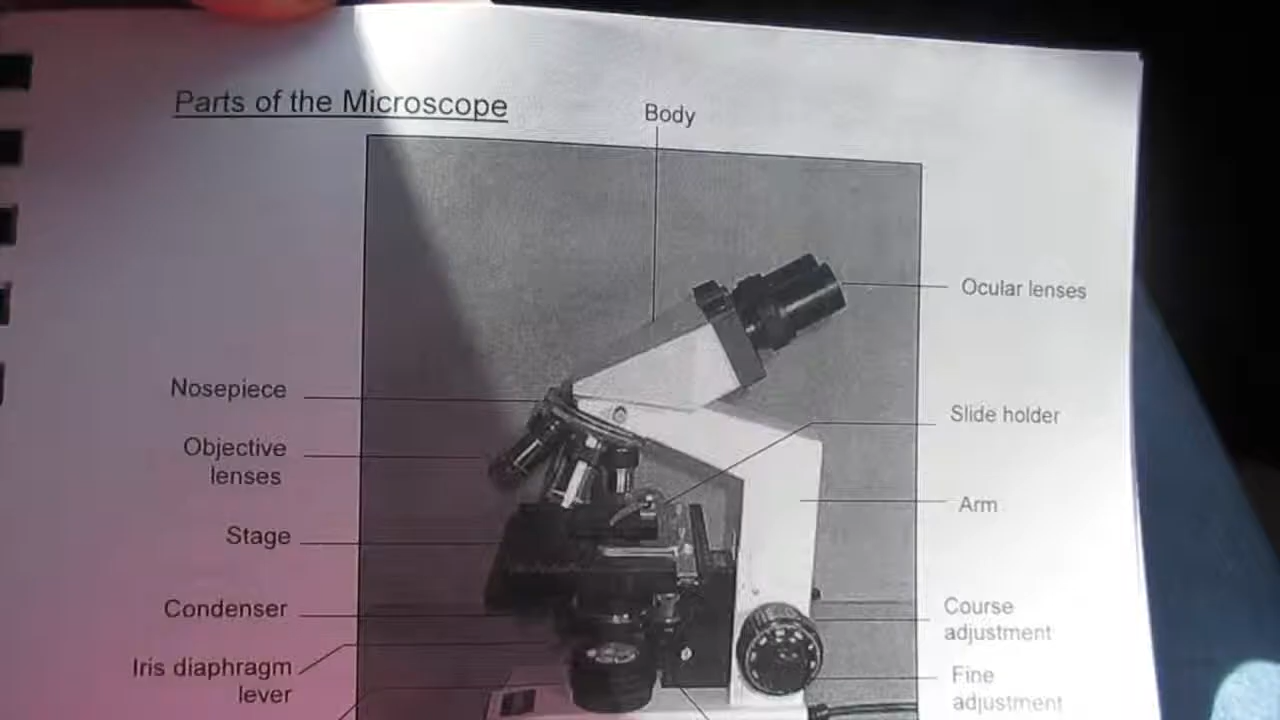 Parts of the Microscope
Body
Ocular lenses
Nosepiece
Slide holder
Objective
lenses
Arm
Stage
Condenser
Course
adjustment
Iris diaphragm
lever
Fine
adjustment